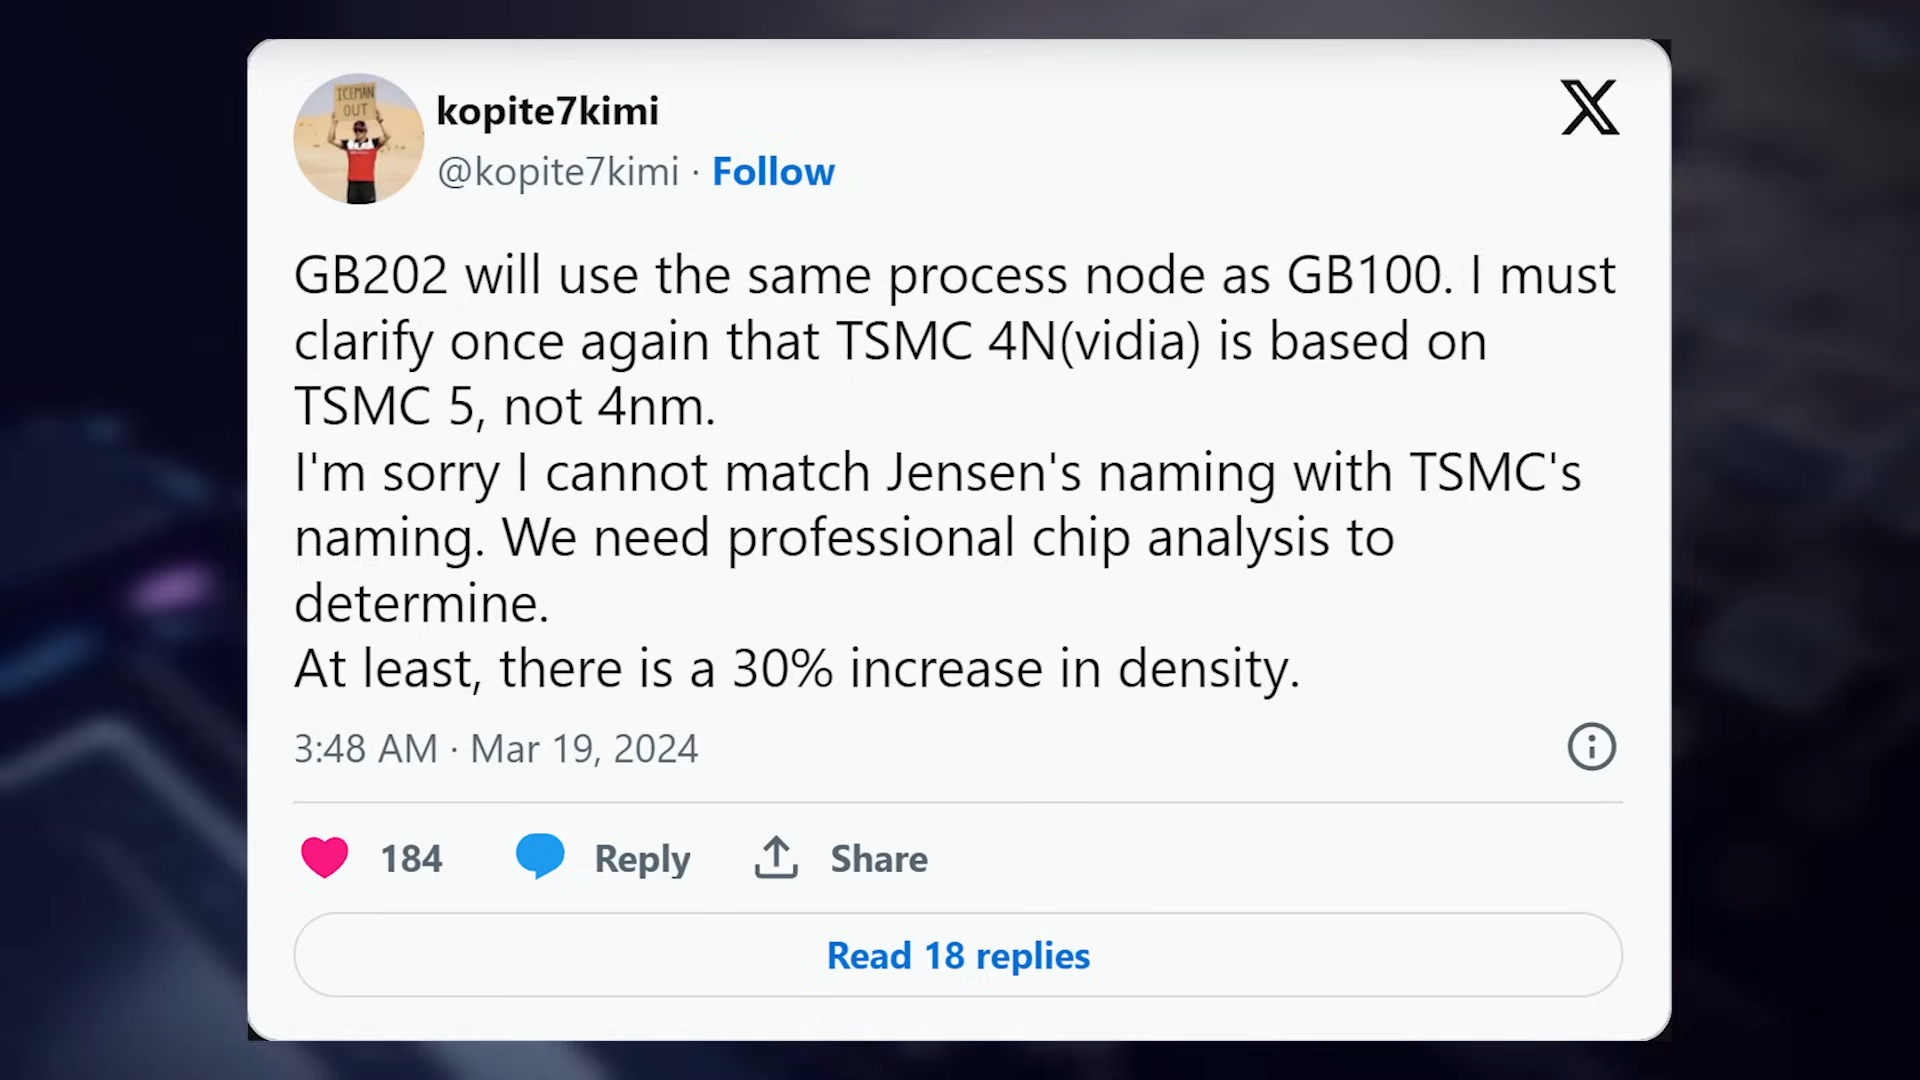 ICEMAN
OUT
kopite7kimi
@kopite7kimi · Follow
GB202 will use the same process node as GB100. I must
clarify once again that TSMC 4N(vidia) is based on
TSMC 5, not 4nm.
I'm sorry I cannot match Jensen's naming with TSMC's
naming. We need professional chip analysis to
determine.
At least, there is a 30% increase in density.
3:48 AM · Mar 19, 2024
184 Reply Share
Read 18 replies